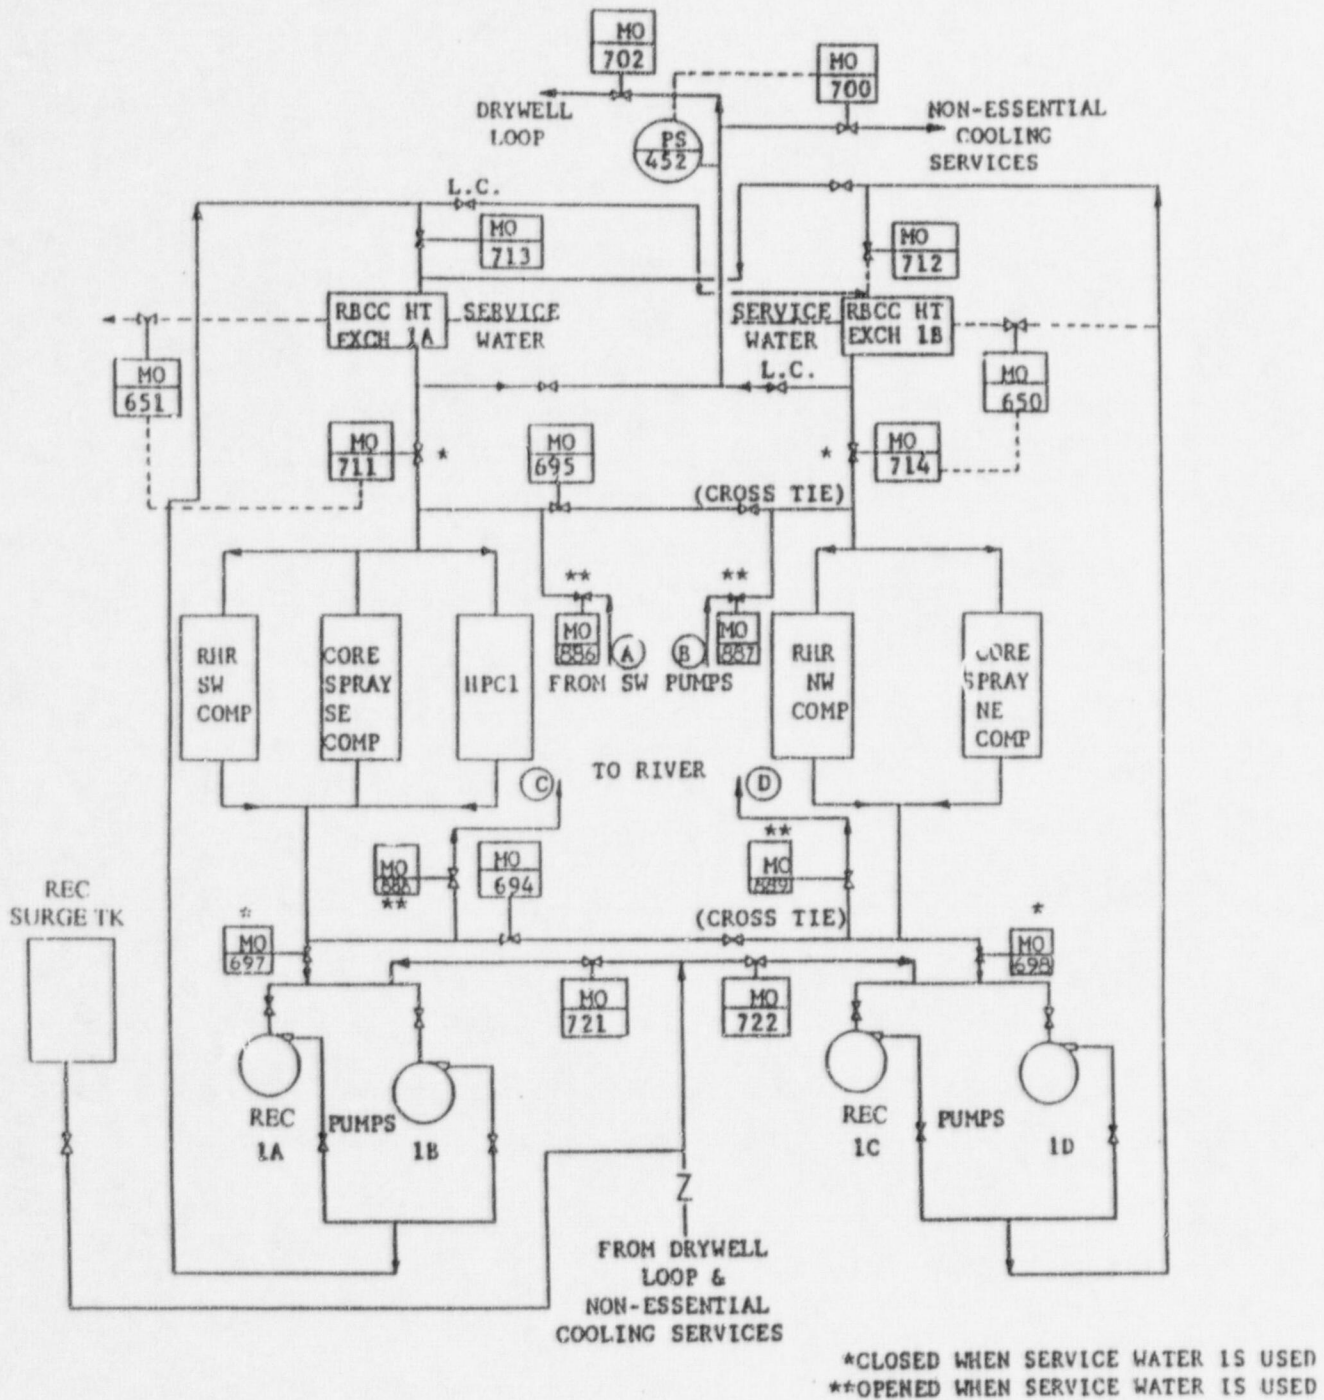 MO
702
MO
700
DRYWELL
LOOP
PS
452
NON-ESSENTIAL
COOLING
SERVICES
L.C.
MO
713
MO
712
RBCC HT
EXCH 1A
SERVICE
WATER
SERVICE
WATER
RBCC HT
EXCH 1B
L.C.
MO
651
MO
650
MO
711
*
MO
695
*
MO
714
(CROSS TIE)
**
**
RHR
SW
COMP
CORE
SPRAY
SE
COMP
HPC1
MO
886
A
B
MO
887
FROM SW PUMPS
RHR
NW
COMP
CORE
SPRAY
NE
COMP
C
TO RIVER
D
MO
888
**
MO
694
**
MO
889
REC
SURGE TK
*
MO
697
(CROSS TIE)
*
MO
698
MO
721
MO
722
REC
1A
PUMPS
1B
REC
1C
PUMPS
1D
Z
FROM DRYWELL
LOOP &
NON-ESSENTIAL
COOLING SERVICES
*CLOSED WHEN SERVICE WATER IS USED
**OPENED WHEN SERVICE WATER IS USED